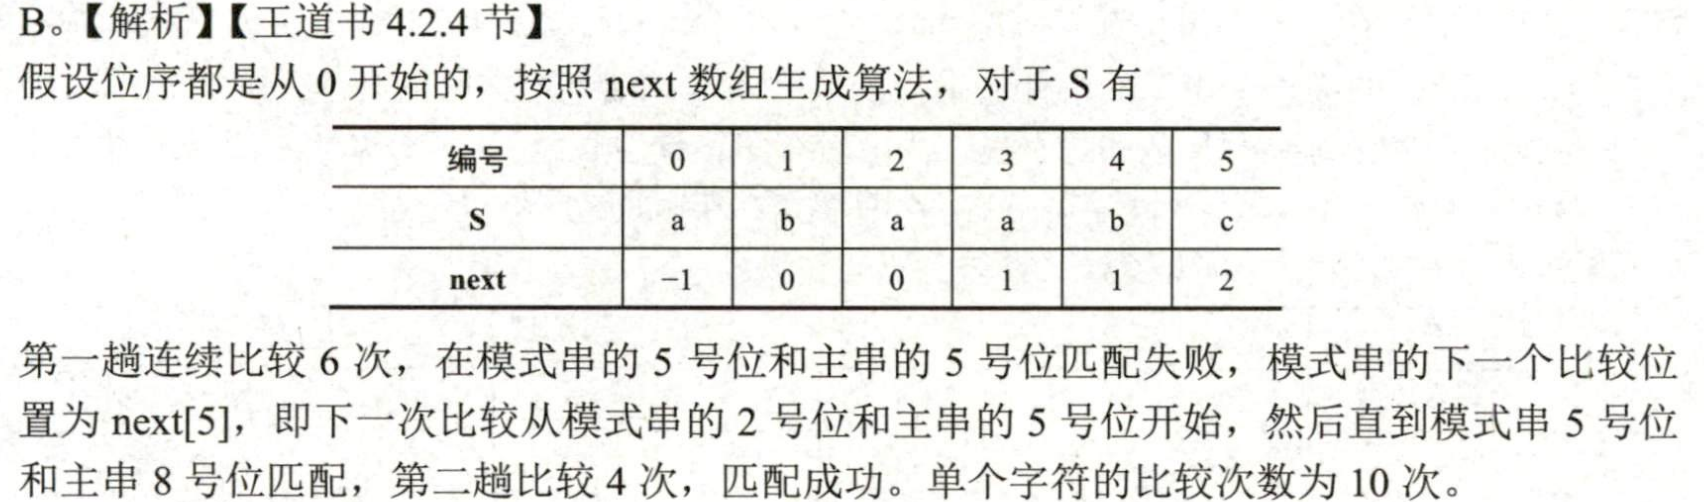 B。【解析】【王道书 4.2.4 节】
假设位序都是从 0 开始的，按照 next 数组生成算法，对于 S 有
编号 0 1 2 3 4 5
S a b a a b c
next −1 0 0 1 1 2
第一趟连续比较 6 次，在模式串的 5 号位和主串的 5 号位匹配失败，模式串的下一个比较位
置为 next[5]，即下一次比较从模式串的 2 号位和主串的 5 号位开始，然后直到模式串 5 号位
和主串 8 号位匹配，第二趟比较 4 次，匹配成功。单个字符的比较次数为 10 次。